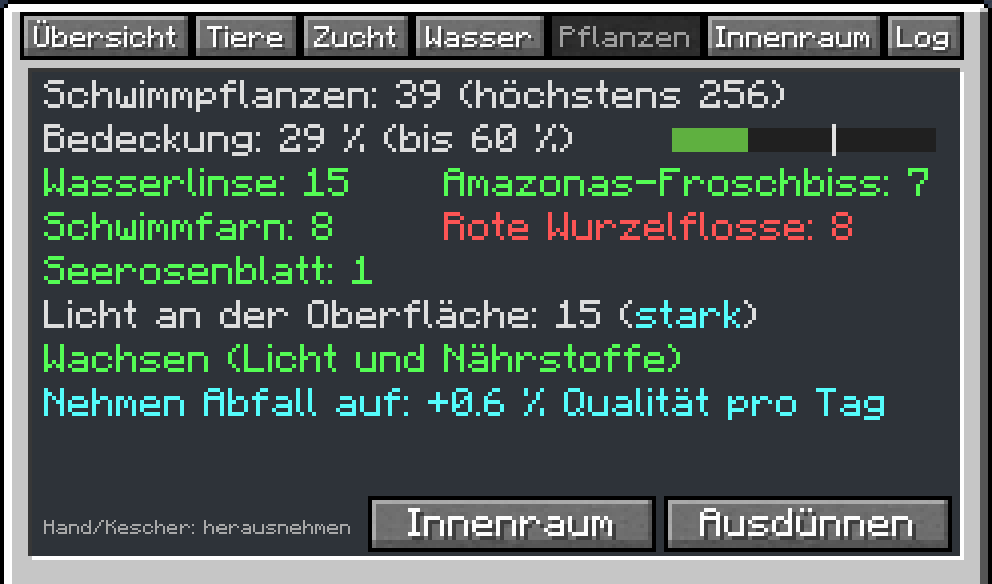 Übersicht Tiere Zucht Wasser Pflanzen Innenraum Log
Schwimmpflanzen: 39 (höchstens 256)
Bedeckung: 29 % (bis 60 %)
Wasserlinse: 15 Amazonas-Froschbiss: 7
Schwimmfarn: 8 Rote Wurzelflosse: 8
Seerosenblatt: 1
Licht an der Oberfläche: 15 (stark)
Wachsen (Licht und Nährstoffe)
Nehmen Abfall auf: +0.6 % Qualität pro Tag
Hand/Kescher: herausnehmen Innenraum Ausdünnen